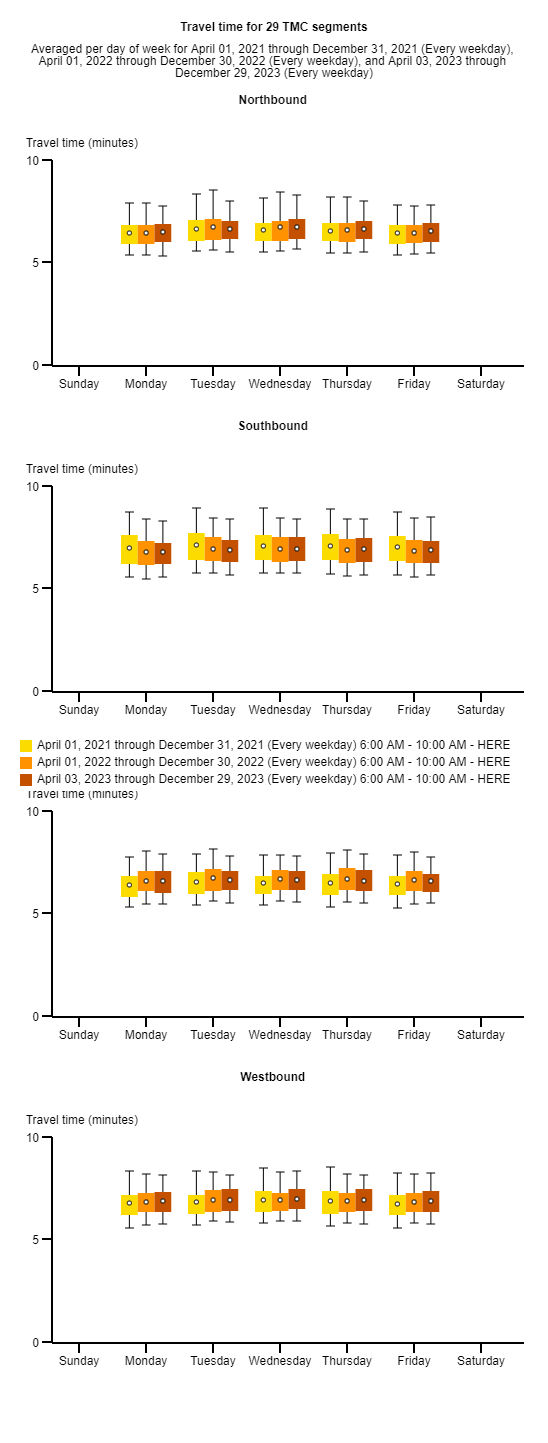 Travel time for 29 TMC segments
Averaged per day of week for April 01, 2021 through December 31, 2021 (Every weekday),
April 01, 2022 through December 30, 2022 (Every weekday), and April 03, 2023 through
December 29, 2023 (Every weekday)
Northbound
Travel time (minutes)
10
5
0
Sunday Monday Tuesday Wednesday Thursday Friday Saturday
Southbound
Travel time (minutes)
10
5
0
Sunday Monday Tuesday Wednesday Thursday Friday Saturday
April 01, 2021 through December 31, 2021 (Every weekday) 6:00 AM - 10:00 AM - HERE
April 01, 2022 through December 30, 2022 (Every weekday) 6:00 AM - 10:00 AM - HERE
April 03, 2023 through December 29, 2023 (Every weekday) 6:00 AM - 10:00 AM - HERE
Travel time (minutes)
10
5
0
Sunday Monday Tuesday Wednesday Thursday Friday Saturday
Westbound
Travel time (minutes)
10
5
0
Sunday Monday Tuesday Wednesday Thursday Friday Saturday